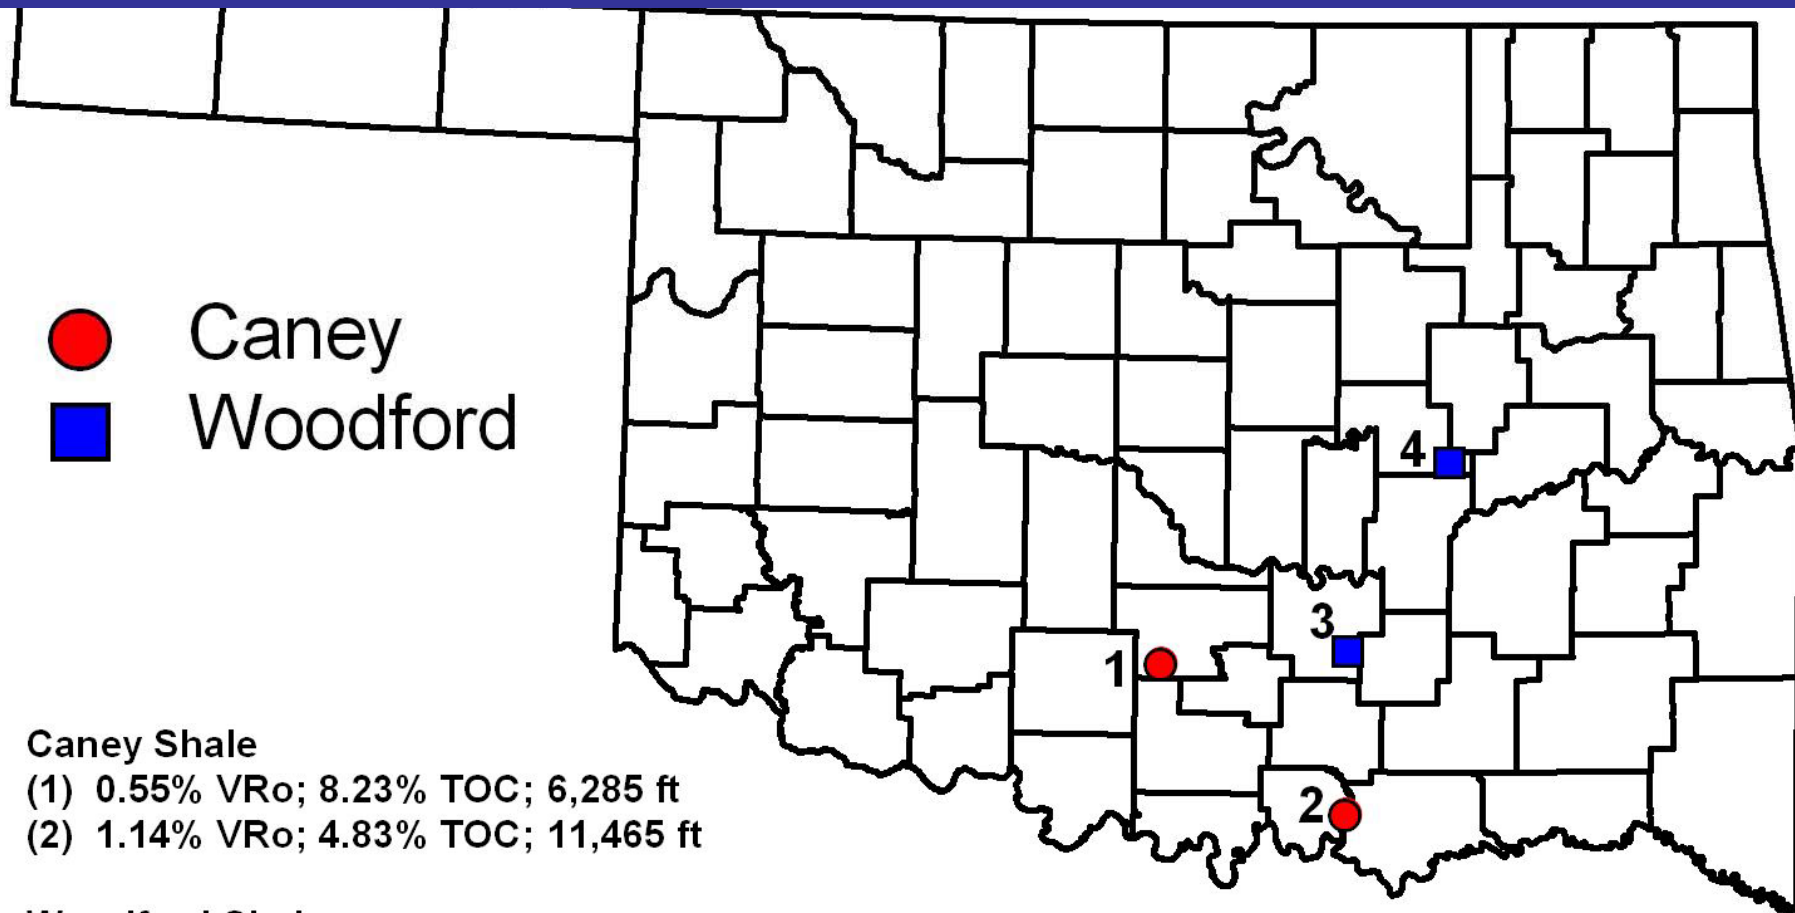 Caney
Woodford
4
3
1
2
Caney Shale
(1) 0.55% VRo; 8.23% TOC; 6,285 ft
(2) 1.14% VRo; 4.83% TOC; 11,465 ft